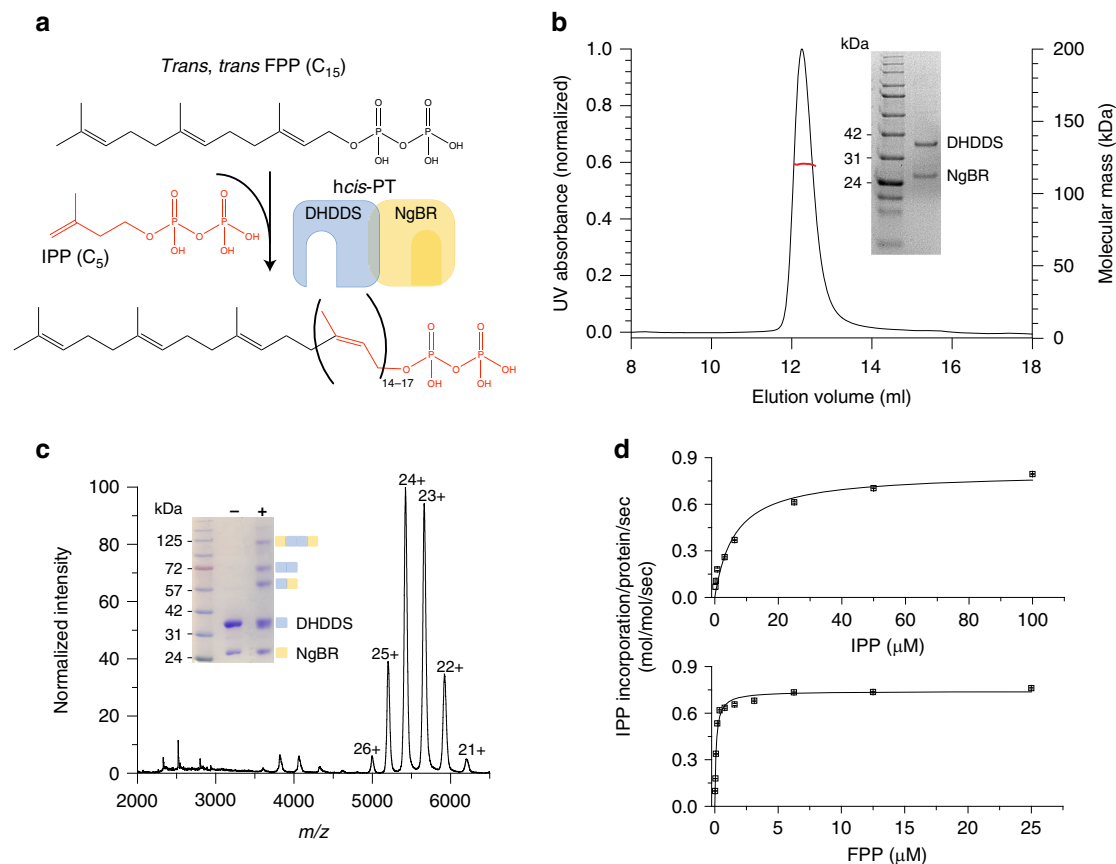 a
Trans, trans FPP (C15)
O O
O P O P OH
OH OH
hcis-PT
DHDDS NgBR
O O
O P O P OH
OH OH
IPP (C5)
O O
O P O P OH
OH OH
14–17
b
UV absorbance (normalized)
1.0
0.8
0.6
0.4
0.2
0.0
8 10 12 14 16 18
Elution volume (ml)
200
150
100
50
0
Molecular mass (kDa)
kDa
42
31
24
DHDDS
NgBR
c
Normalized intensity
100
80
60
40
20
0
2000 3000 4000 5000 6000
m/z
kDa – +
125
72
57
42
31
24
DHDDS
NgBR
26+
25+
24+
23+
22+
21+
d
IPP incorporation/protein/sec
(mol/mol/sec)
0.9
0.6
0.3
0.0
0 20 40 60 80 100
IPP (μM)
0.9
0.6
0.3
0.0
0 5 10 15 20 25
FPP (μM)